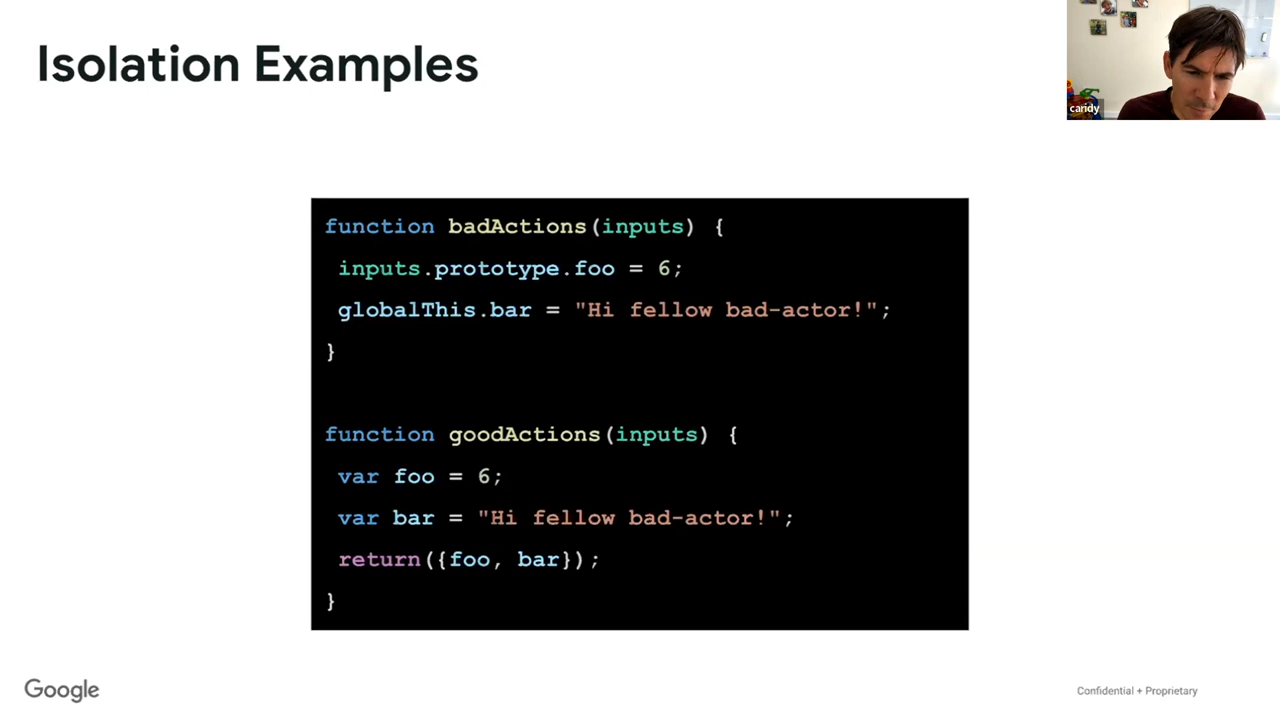 Isolation Examples
caridy
function badActions(inputs) {
inputs.prototype.foo = 6;
globalThis.bar = "Hi fellow bad-actor!";
}
function goodActions(inputs) {
var foo = 6;
var bar = "Hi fellow bad-actor!";
return({foo, bar});
}
Google
Confidential + Proprietary